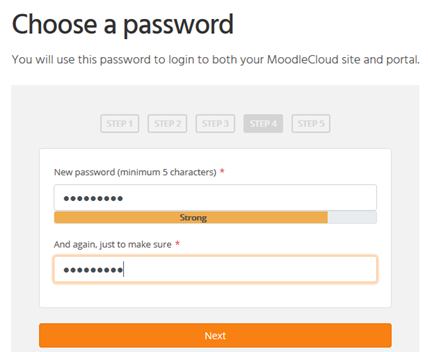 Choose a password
You will use this password to login to both your MoodleCloud site and portal.
STEP 1 STEP 2 STEP 3 STEP 4 STEP 5
New password (minimum 5 characters) *
●●●●●●●●●
Strong
And again, just to make sure *
●●●●●●●●●
Next